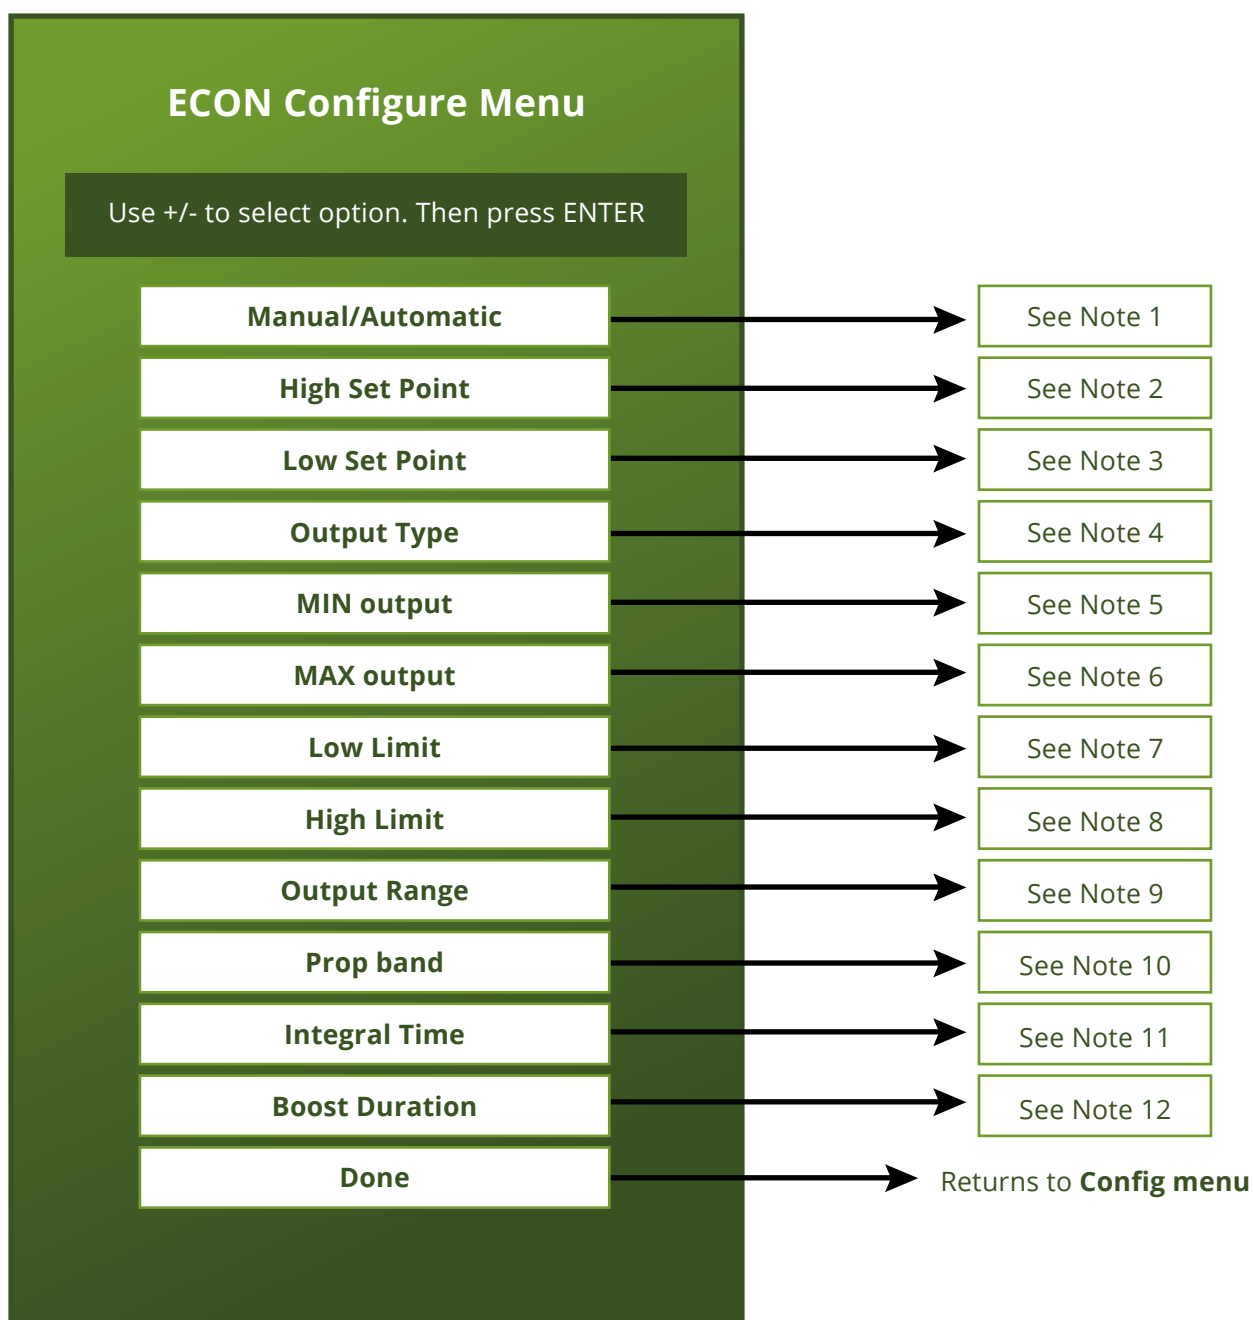 ECON Configure Menu
Use +/- to select option. Then press ENTER
Manual/Automatic
See Note 1
High Set Point
See Note 2
Low Set Point
See Note 3
Output Type
See Note 4
MIN output
See Note 5
MAX output
See Note 6
Low Limit
See Note 7
High Limit
See Note 8
Output Range
See Note 9
Prop band
See Note 10
Integral Time
See Note 11
Boost Duration
See Note 12
Done
Returns to Config menu